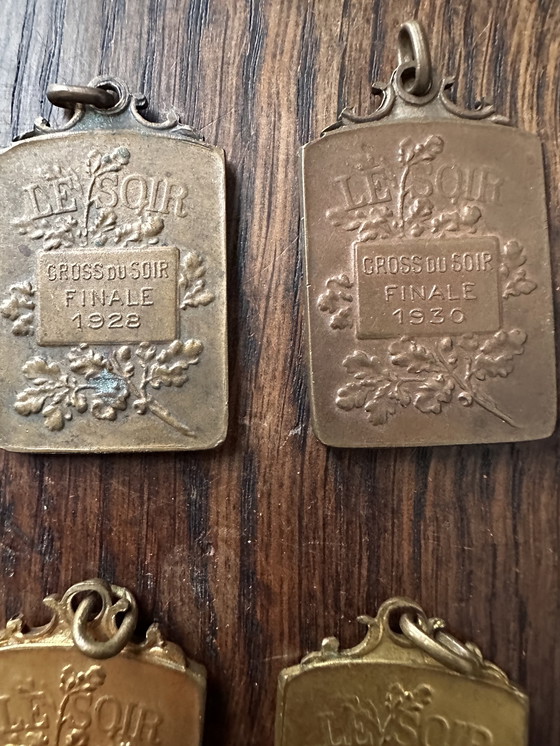 LE SOIR
CROSS DU SOIR
FINALE
1928
LE SOIR
CROSS DU SOIR
FINALE
1930
LE SOIR
LE SOIR